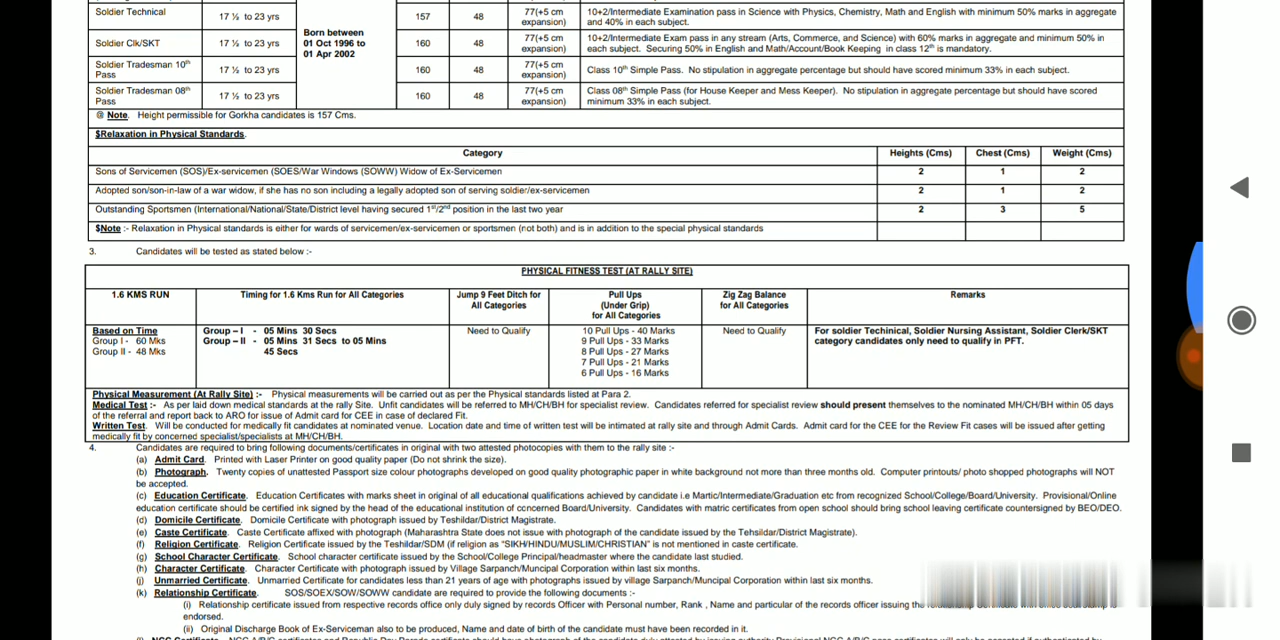 Soldier Technical 17 ½ to 23 yrs 157 48 77(+5 cm expansion) 10+2/Intermediate Examination pass in Science with Physics, Chemistry, Math and English with minimum 50% marks in aggregate
and 40% in each subject.
Born between
01 Oct 1996 to
01 Apr 2002
Soldier Clk/SKT 17 ½ to 23 yrs 160 48 77(+5 cm expansion) 10+2/Intermediate Exam pass in any stream (Arts, Commerce, and Science) with 60% marks in aggregate and minimum 50% in
each subject. Securing 50% in English and Math/Account/Book Keeping in class 12th is mandatory.
Soldier Tradesman 10th Pass 17 ½ to 23 yrs 160 48 77(+5 cm expansion) Class 10th Simple Pass. No stipulation in aggregate percentage but should have scored minimum 33% in each subject.
Soldier Tradesman 08th Pass 17 ½ to 23 yrs 160 48 77(+5 cm expansion) Class 08th Simple Pass (for House Keeper and Mess Keeper). No stipulation in aggregate percentage but should have scored
minimum 33% in each subject.
@ Note. Height permissible for Gorkha candidates is 157 Cms.
$Relaxation in Physical Standards.
Category Heights (Cms) Chest (Cms) Weight (Cms)
Sons of Servicemen (SOS)/Ex-servicemen (SOES/War Windows (SOWW) Widow of Ex-Servicemen 2 1 2
Adopted son/son-in-law of a war widow, if she has no son including a legally adopted son of serving soldier/ex-servicemen 2 1 2
Outstanding Sportsmen (International/National/State/District level having secured 1st/2nd position in the last two year 2 3 5
$Note :- Relaxation in Physical standards is either for wards of servicemen/ex-servicemen or sportsmen (not both) and is in addition to the special physical standards
3. Candidates will be tested as stated below :-
PHYSICAL FITNESS TEST (AT RALLY SITE)
1.6 KMS RUN Timing for 1.6 Kms Run for All Categories Jump 9 Feet Ditch for All Categories Pull Ups (Under Grip) for All Categories Zig Zag Balance for All Categories Remarks
Based on Time Group – I - 05 Mins 30 Secs Need to Qualify 10 Pull Ups - 40 Marks Need to Qualify For soldier Techinical, Soldier Nursing Assistant, Soldier Clerk/SKT
Group I - 60 Mks Group – II - 05 Mins 31 Secs to 05 Mins 9 Pull Ups - 33 Marks category candidates only need to qualify in PFT.
Group II - 48 Mks 45 Secs 8 Pull Ups - 27 Marks
7 Pull Ups - 21 Marks
6 Pull Ups - 16 Marks
Physical Measurement (At Rally Site) :- Physical measurements will be carried out as per the Physical standards listed at Para 2.
Medical Test :- As per laid down medical standards at the rally Site. Unfit candidates will be referred to MH/CH/BH for specialist review. Candidates referred for specialist review should present themselves to the nominated MH/CH/BH within 05 days
of the referral and report back to ARO for issue of Admit card for CEE in case of declared Fit.
Written Test. Will be conducted for medically fit candidates at nominated venue. Location date and time of written test will be intimated at rally site and through Admit Cards. Admit card for the CEE for the Review Fit cases will be issued after getting
medically fit by concerned specialist/specialists at MH/CH/BH.
4. Candidates are required to bring following documents/certificates in original with two attested photocopies with them to the rally site :-
(a) Admit Card. Printed with Laser Printer on good quality paper (Do not shrink the size).
(b) Photograph. Twenty copies of unattested Passport size colour photographs developed on good quality photographic paper in white background not more than three months old. Computer printouts/ photo shopped photographs will NOT
be accepted.
(c) Education Certificate. Education Certificates with marks sheet in original of all educational qualifications achieved by candidate i.e Martic/Intermediate/Graduation etc from recognized School/College/Board/University. Provisional/Online
education certificate should be certified ink signed by the head of the educational institution of concerned Board/University. Candidates with matric certificates from open school should bring school leaving certificate countersigned by BEO/DEO.
(d) Domicile Certificate. Domicile Certificate with photograph issued by Teshildar/District Magistrate.
(e) Caste Certificate. Caste Certificate affixed with photograph (Maharashtra State does not issue with photograph of the candidate issued by the Tehsildar/District Magistrate).
(f) Religion Certificate. Religion Certificate issued by the Teshildar/SDM (if religion as “SIKH/HINDU/MUSLIM/CHRISTIAN” is not mentioned in caste certificate.
(g) School Character Certificate. School character certificate issued by the School/College Principal/headmaster where the candidate last studied.
(h) Character Certificate. Character Certificate with photograph issued by Village Sarpanch/Muncipal Corporation within last six months.
(j) Unmarried Certificate. Unmarried Certificate for candidates less than 21 years of age with photographs issued by village Sarpanch/Muncipal Corporation within last six months.
(k) Relationship Certificate. SOS/SOEX/SOW/SOWW candidate are required to provide the following documents :-
(i) Relationship certificate issued from respective records office only duly signed by records Officer with Personal number, Rank , Name and particular of the records officer issuing the
endorsed.
(ii) Original Discharge Book of Ex-Serviceman also to be produced, Name and date of birth of the candidate must have been recorded in it.